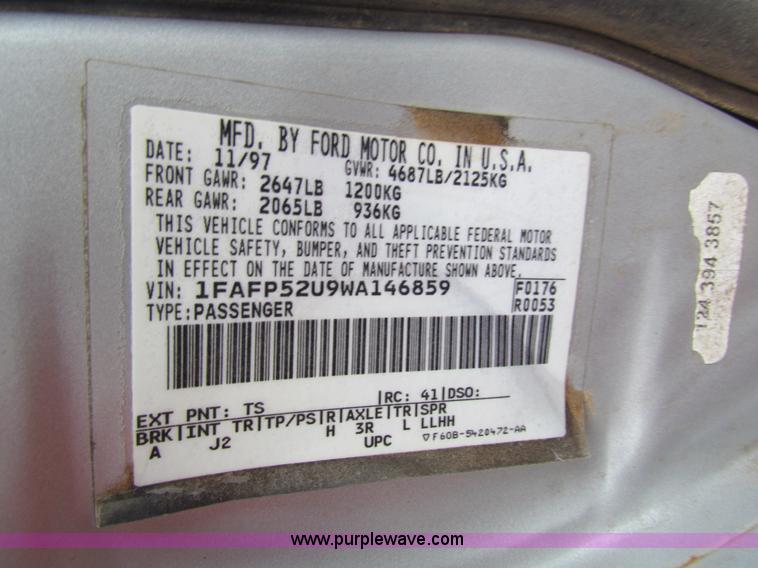 MFD. BY FORD MOTOR CO. IN U.S.A.
DATE: 11/97 GVWR: 4687LB/2125KG
FRONT GAWR: 2647LB 1200KG
REAR GAWR: 2065LB 936KG
THIS VEHICLE CONFORMS TO ALL APPLICABLE FEDERAL MOTOR
VEHICLE SAFETY, BUMPER, AND THEFT PREVENTION STANDARDS
IN EFFECT ON THE DATE OF MANUFACTURE SHOWN ABOVE.
VIN: 1FAFP52U9WA146859 F0176
TYPE: PASSENGER R0053
EXT PNT: TS |RC: 41|DSO:
BRK|INT TR|TP/PS|R|AXLE|TR|SPR
A J2 H 3R L LLHH
UPC ▽F60B-5420472-AA
124 394 3857
www.purplewave.com